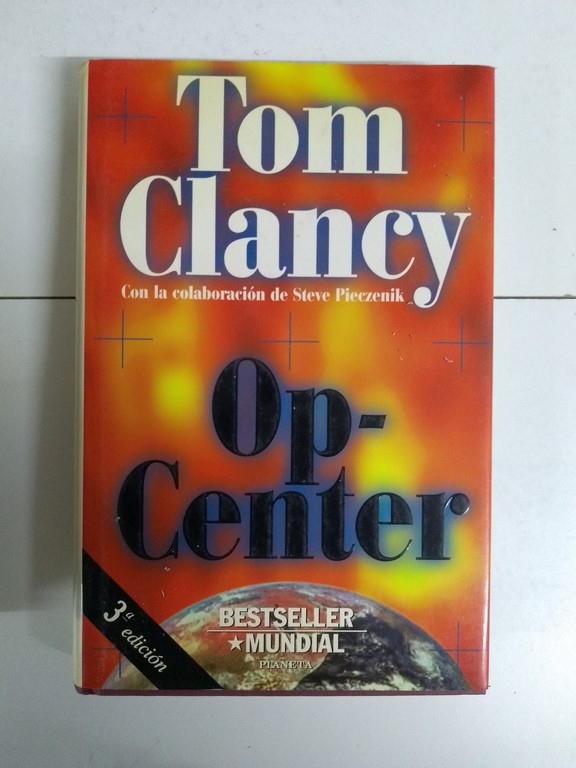 Tom
Clancy
Con la colaboración de Steve Pieczenik
Op-
Center
3ª
edición
BESTSELLER
★MUNDIAL
PLANETA